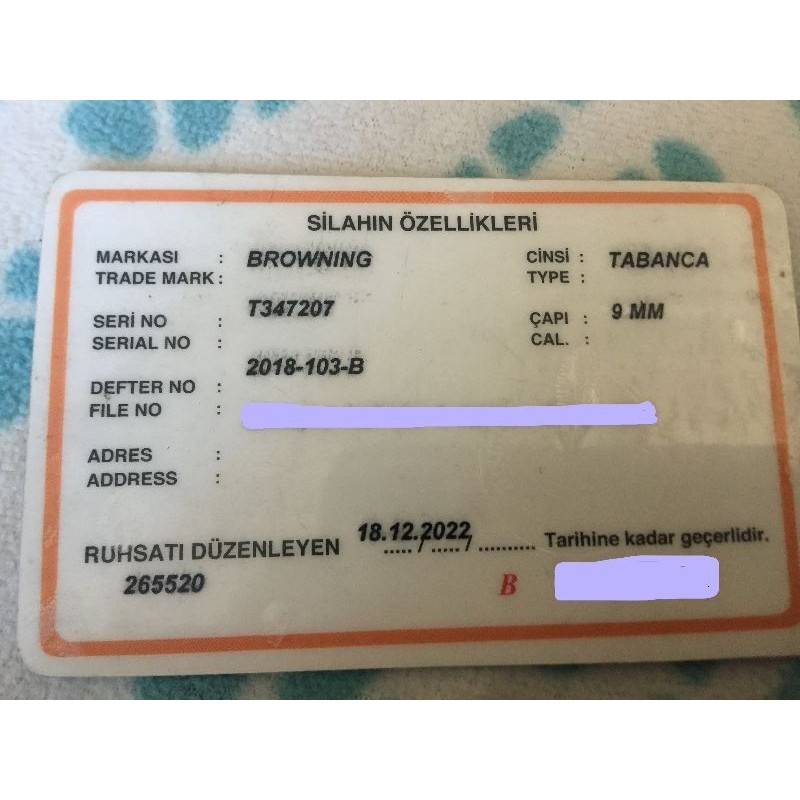 SİLAHIN ÖZELLİKLERİ
MARKASI : BROWNING CİNSİ : TABANCA
TRADE MARK : TYPE :
SERİ NO : T347207 ÇAPI : 9 MM
SERIAL NO : CAL. :
DEFTER NO : 2018-103-B
FILE NO :
ADRES :
ADDRESS :
RUHSATI DÜZENLEYEN 18.12.2022 ...../...../.......... Tarihine kadar geçerlidir.
265520 B